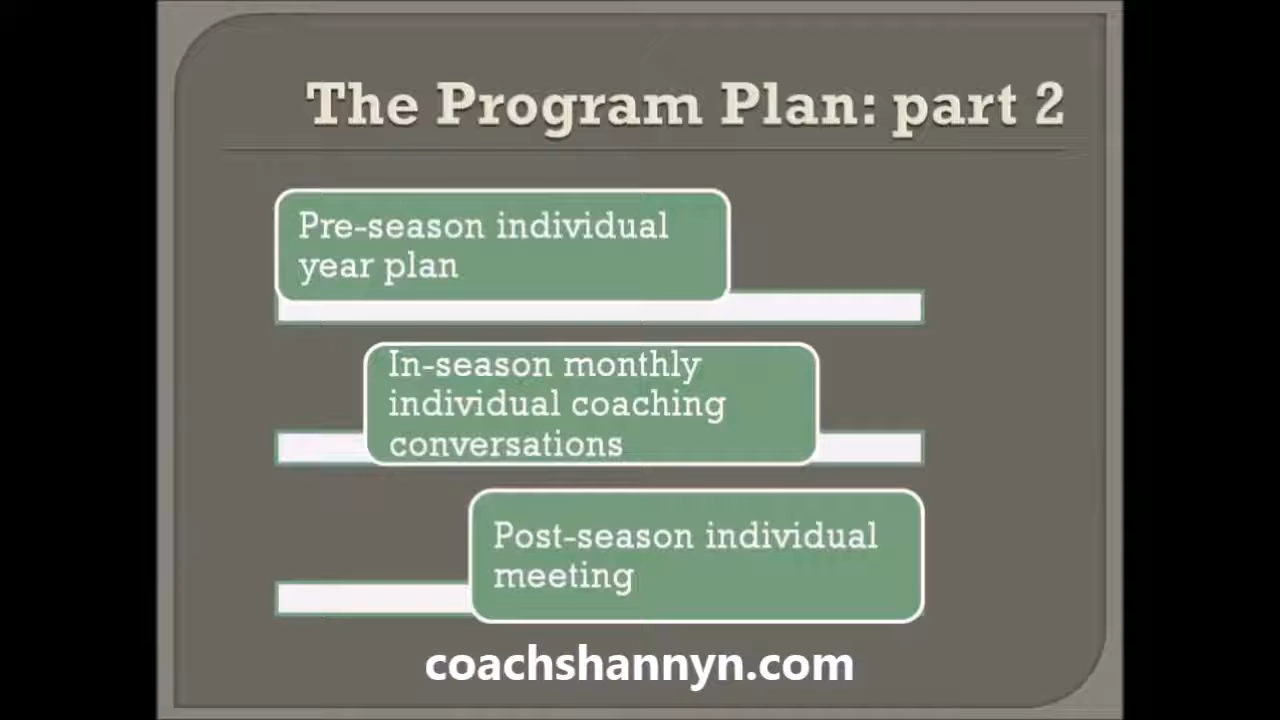 The Program Plan: part 2
Pre-season individual
year plan
In-season monthly
individual coaching
conversations
Post-season individual
meeting
coachshannyn.com